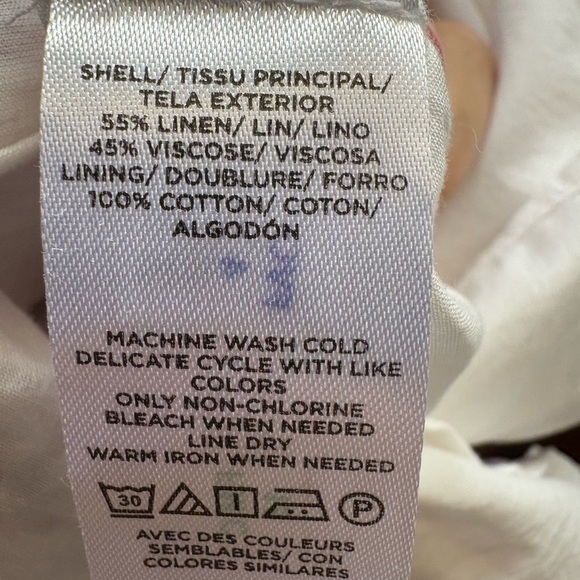 SHELL/ TISSU PRINCIPAL/
TELA EXTERIOR
55% LINEN/ LIN/ LINO
45% VISCOSE/ VISCOSA
LINING/ DOUBLURE/ FORRO
100% COTTON/ COTON/
ALGODÓN
MACHINE WASH COLD
DELICATE CYCLE WITH LIKE
COLORS
ONLY NON-CHLORINE
BLEACH WHEN NEEDED
LINE DRY
WARM IRON WHEN NEEDED
30 P
AVEC DES COULEURS
SEMBLABLES/ CON
COLORES SIMILARES